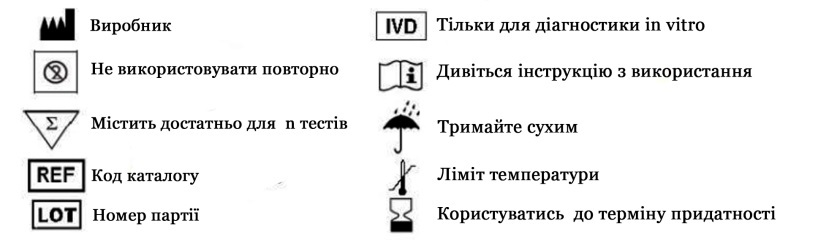 Виробник
Не використовувати повторно
Σ Містить достатньо для n тестів
REF Код каталогу
LOT Номер партії
IVD Тільки для діагностики in vitro
i Дивіться інструкцію з використання
Тримайте сухим
Ліміт температури
Користуватись до терміну придатності